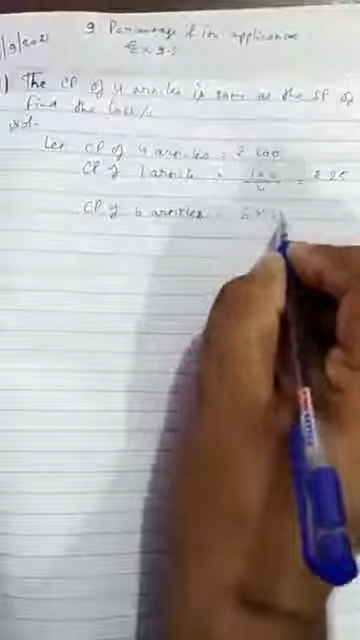 9. Percentage & its application
Ex 9.2
1) The CP of 4 articles is same as the SP of
find the loss%
Sol-
Let CP of 4 articles = ₹ 100
CP of 1 article = 100/4 = ₹ 25
CP of 6 articles = 6 ×